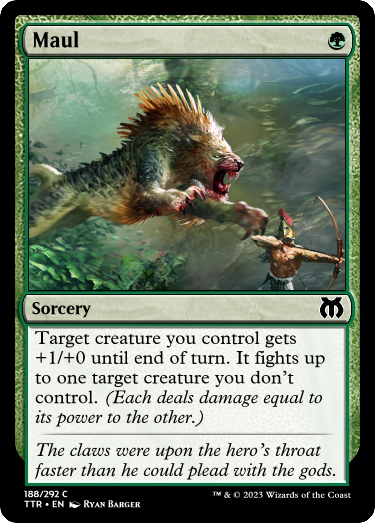 Maul
Sorcery
Target creature you control gets
+1/+0 until end of turn. It fights up
to one target creature you don't
control. (Each deals damage equal to
its power to the other.)
The claws were upon the hero's throat
faster than he could plead with the gods.
188/292 C
TTR • EN Ryan Barger
™ & © 2023 Wizards of the Coast